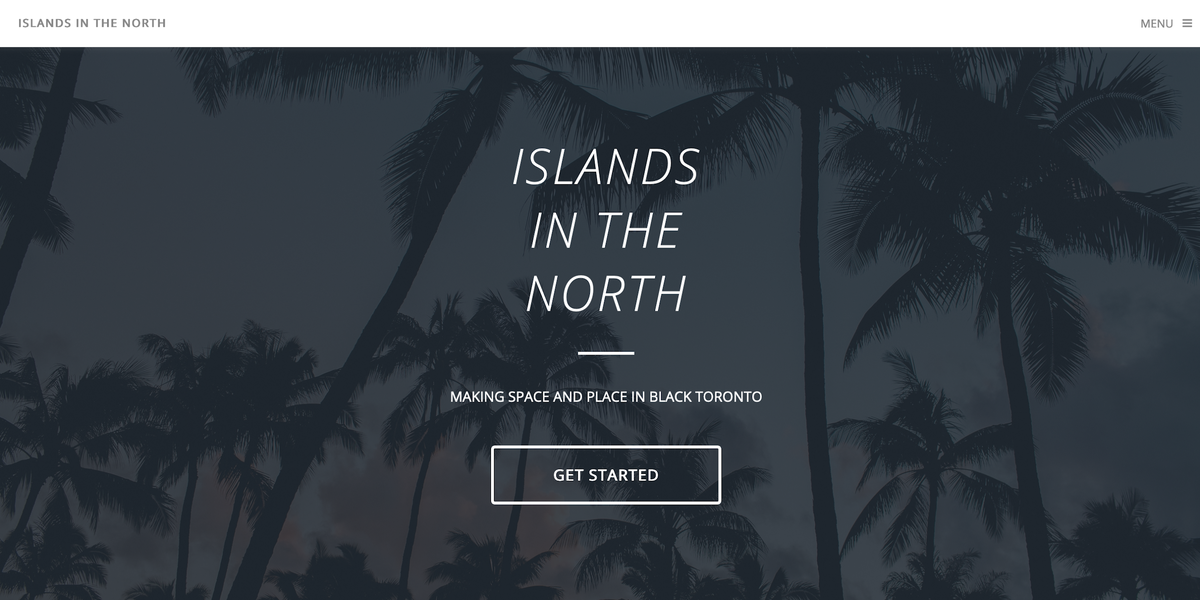 ISLANDS IN THE NORTH
MENU
ISLANDS
IN THE
NORTH
MAKING SPACE AND PLACE IN BLACK TORONTO
GET STARTED